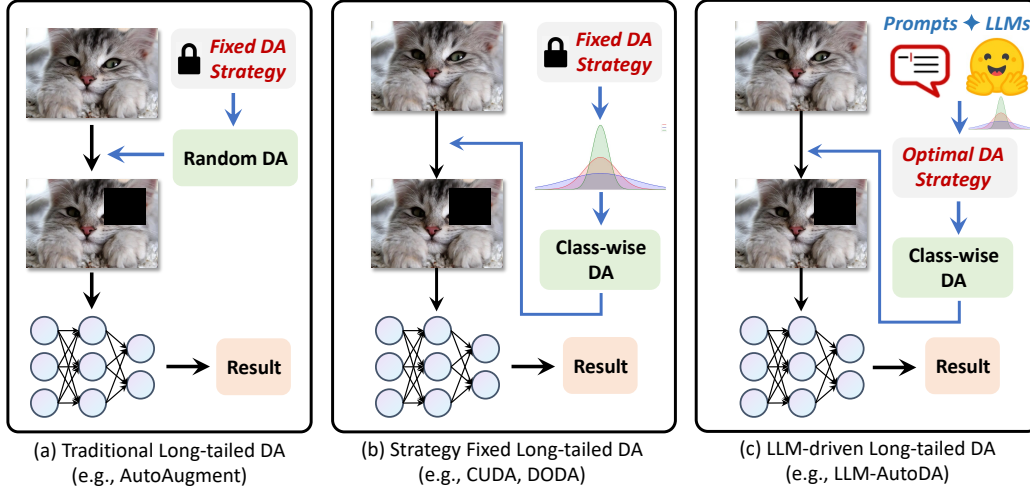 Fixed DA
Strategy
Random DA
Result
(a) Traditional Long-tailed DA
(e.g., AutoAugment)
Fixed DA
Strategy
Class-wise
DA
Result
(b) Strategy Fixed Long-tailed DA
(e.g., CUDA, DODA)
Prompts LLMs
Optimal DA
Strategy
Class-wise
DA
Result
(c) LLM-driven Long-tailed DA
(e.g., LLM-AutoDA)